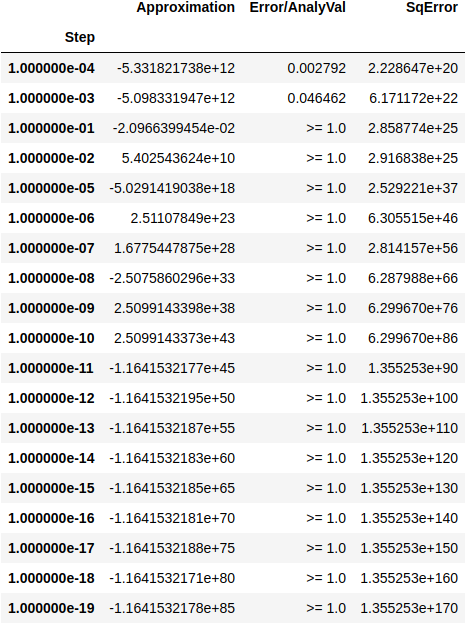 Approximation Error/AnalyVal SqError
Step
1.000000e-04 -5.331821738e+12 0.002792 2.228647e+20
1.000000e-03 -5.098331947e+12 0.046462 6.171172e+22
1.000000e-01 -2.0966399454e-02 >= 1.0 2.858774e+25
1.000000e-02 5.402543624e+10 >= 1.0 2.916838e+25
1.000000e-05 -5.0291419038e+18 >= 1.0 2.529221e+37
1.000000e-06 2.51107849e+23 >= 1.0 6.305515e+46
1.000000e-07 1.6775447875e+28 >= 1.0 2.814157e+56
1.000000e-08 -2.5075860296e+33 >= 1.0 6.287988e+66
1.000000e-09 2.5099143398e+38 >= 1.0 6.299670e+76
1.000000e-10 2.5099143373e+43 >= 1.0 6.299670e+86
1.000000e-11 -1.1641532177e+45 >= 1.0 1.355253e+90
1.000000e-12 -1.1641532195e+50 >= 1.0 1.355253e+100
1.000000e-13 -1.1641532187e+55 >= 1.0 1.355253e+110
1.000000e-14 -1.1641532183e+60 >= 1.0 1.355253e+120
1.000000e-15 -1.1641532185e+65 >= 1.0 1.355253e+130
1.000000e-16 -1.1641532181e+70 >= 1.0 1.355253e+140
1.000000e-17 -1.1641532188e+75 >= 1.0 1.355253e+150
1.000000e-18 -1.1641532171e+80 >= 1.0 1.355253e+160
1.000000e-19 -1.1641532178e+85 >= 1.0 1.355253e+170